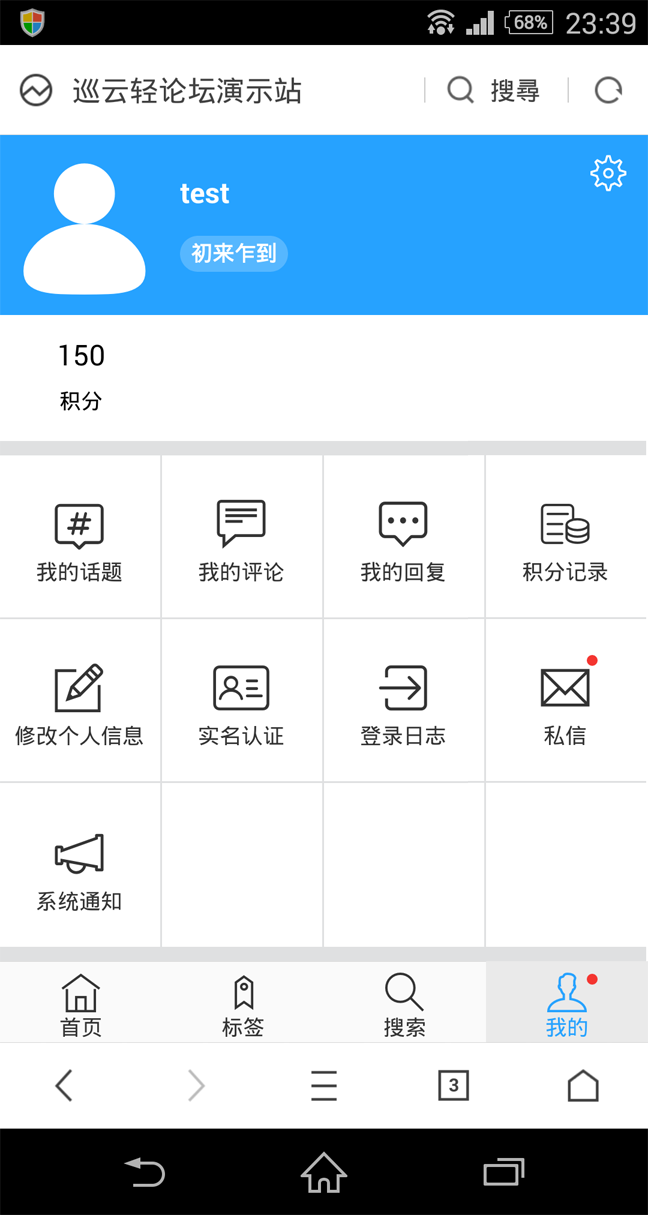 68% 23:39
巡云轻论坛演示站 搜尋
test
初来乍到
150
积分
#
我的话题 我的评论 我的回复 积分记录
修改个人信息 实名认证 登录日志 私信
系统通知
首页 标签 搜索 我的
3